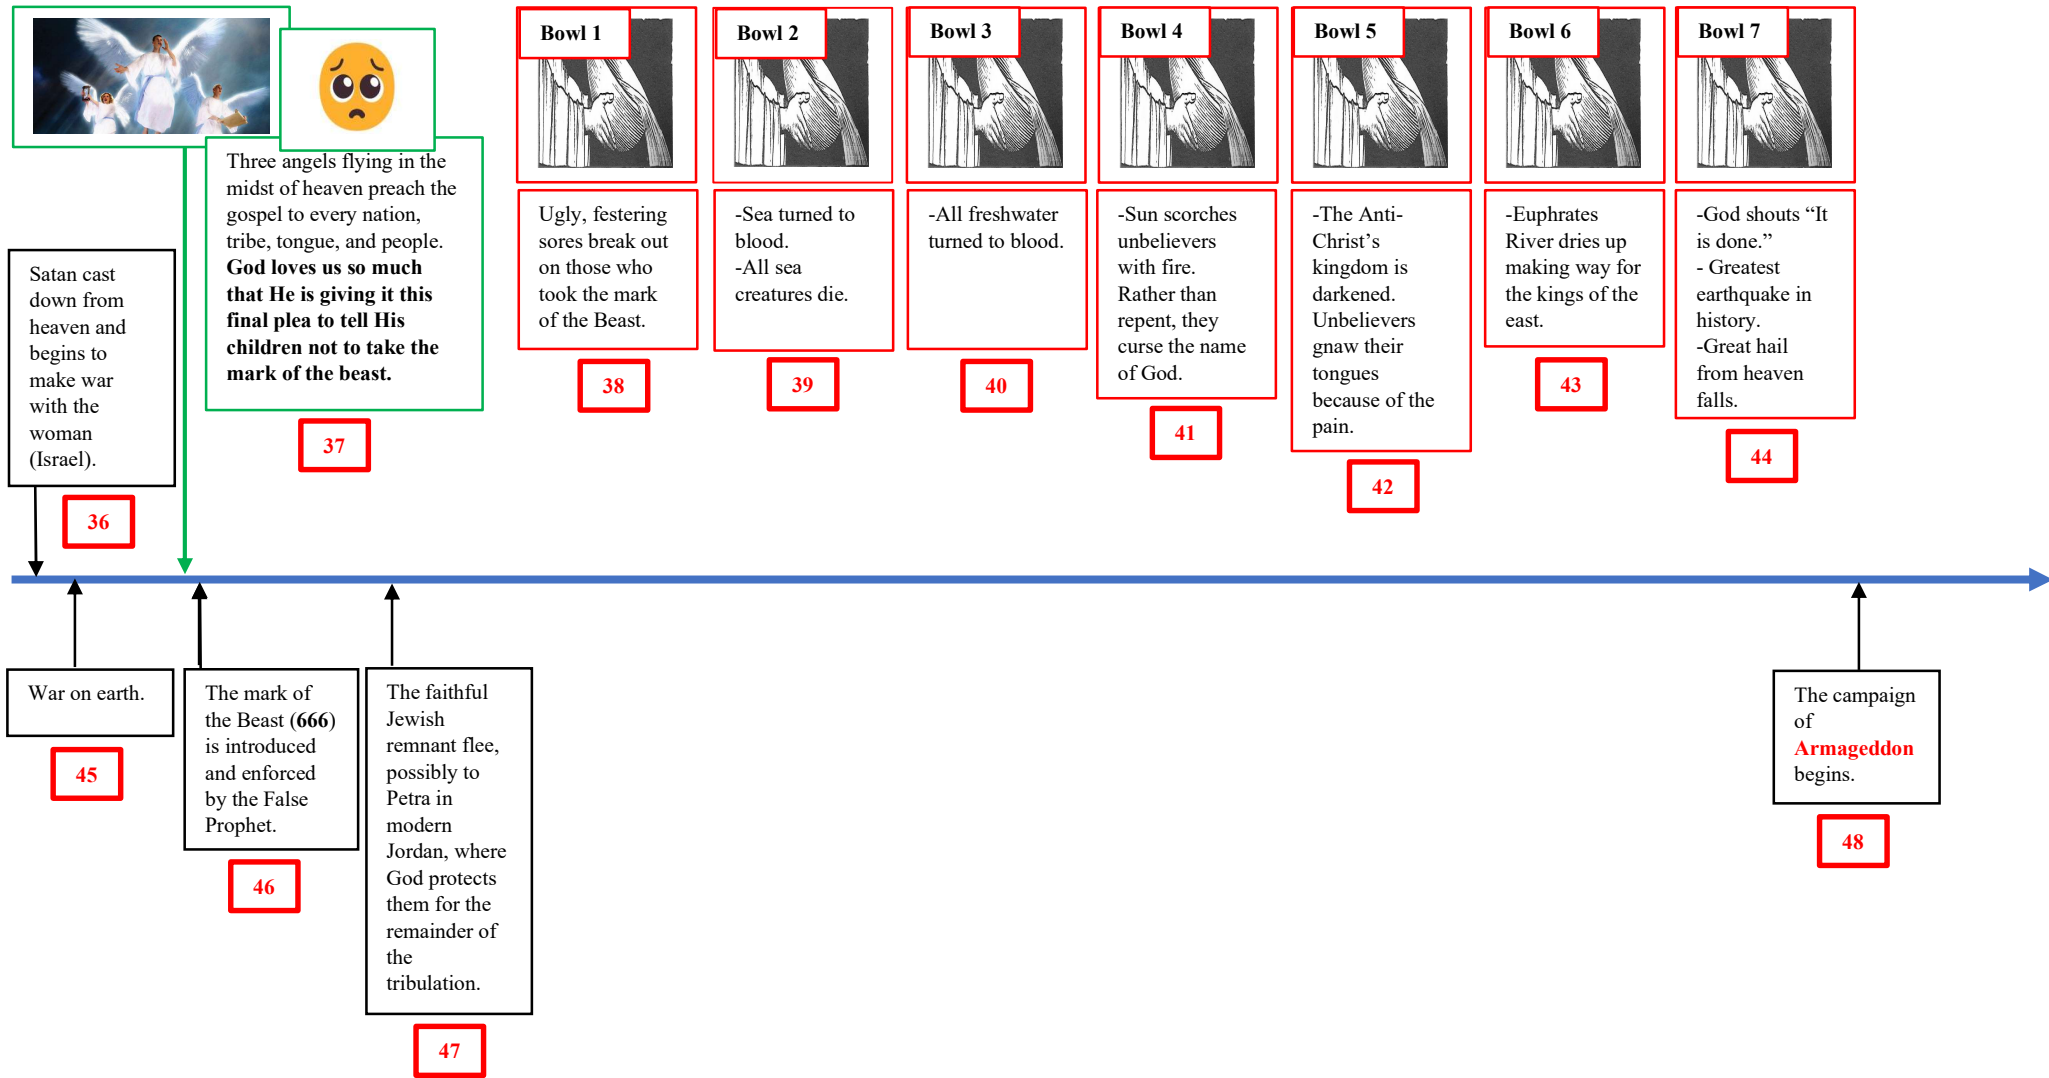 Three angels flying in the
midst of heaven preach the
gospel to every nation,
tribe, tongue, and people.
God loves us so much
that He is giving it this
final plea to tell His
children not to take the
mark of the beast.
37
Satan cast
down from
heaven and
begins to
make war
with the
woman
(Israel).
36
Bowl 1
Ugly, festering
sores break out
on those who
took the mark
of the Beast.
38
Bowl 2
-Sea turned to
blood.
-All sea
creatures die.
39
Bowl 3
-All freshwater
turned to blood.
40
Bowl 4
-Sun scorches
unbelievers
with fire.
Rather than
repent, they
curse the name
of God.
41
Bowl 5
-The Anti-
Christ’s
kingdom is
darkened.
Unbelievers
gnaw their
tongues
because of the
pain.
42
Bowl 6
-Euphrates
River dries up
making way for
the kings of the
east.
43
Bowl 7
-God shouts “It
is done.”
- Greatest
earthquake in
history.
-Great hail
from heaven
falls.
44
War on earth.
45
The mark of
the Beast (666)
is introduced
and enforced
by the False
Prophet.
46
The faithful
Jewish
remnant flee,
possibly to
Petra in
modern
Jordan, where
God protects
them for the
remainder of
the
tribulation.
47
The campaign
of
Armageddon
begins.
48